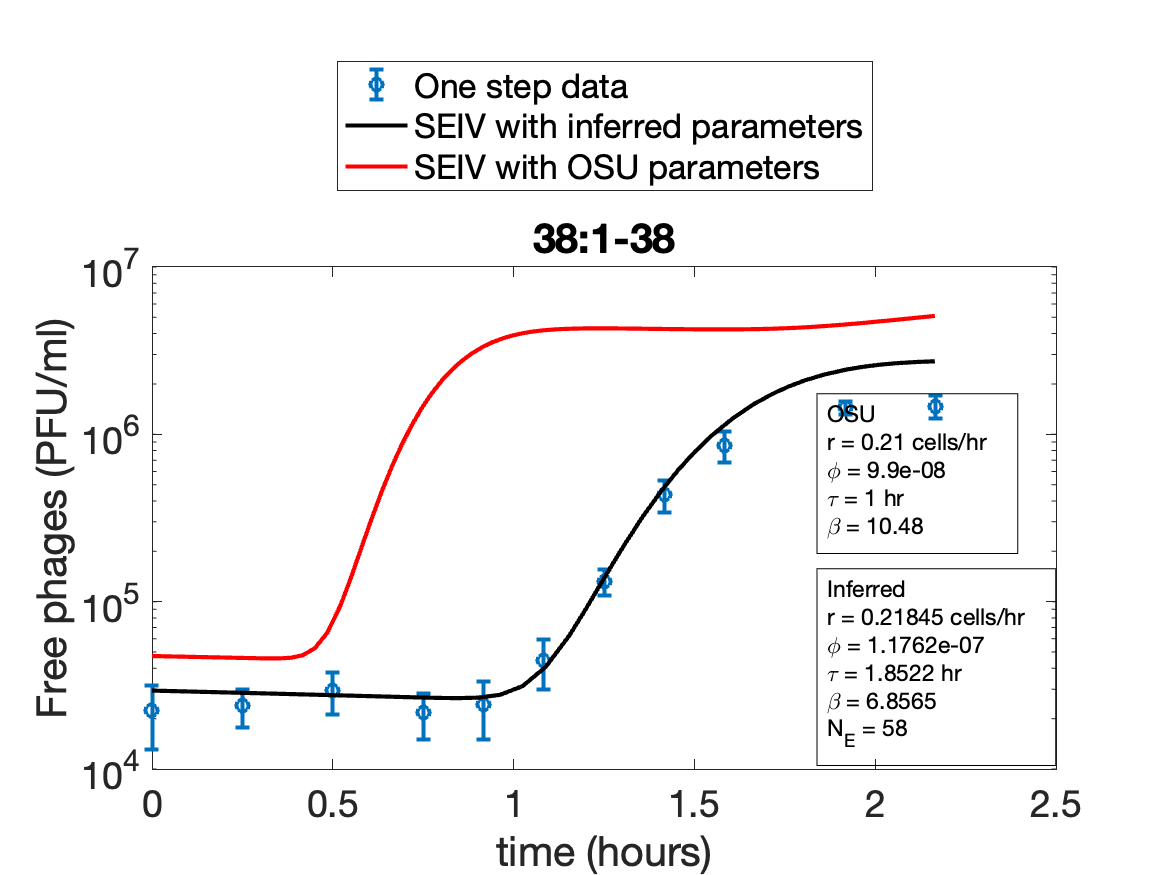 One step data
SEIV with inferred parameters
SEIV with OSU parameters
38:1-38
Free phages (PFU/ml)
10^7
10^6
10^5
10^4
OSU
r = 0.21 cells/hr
ϕ = 9.9e-08
τ = 1 hr
β = 10.48
Inferred
r = 0.21845 cells/hr
ϕ = 1.1762e-07
τ = 1.8522 hr
β = 6.8565
N_E = 58
0 0.5 1 1.5 2 2.5
time (hours)